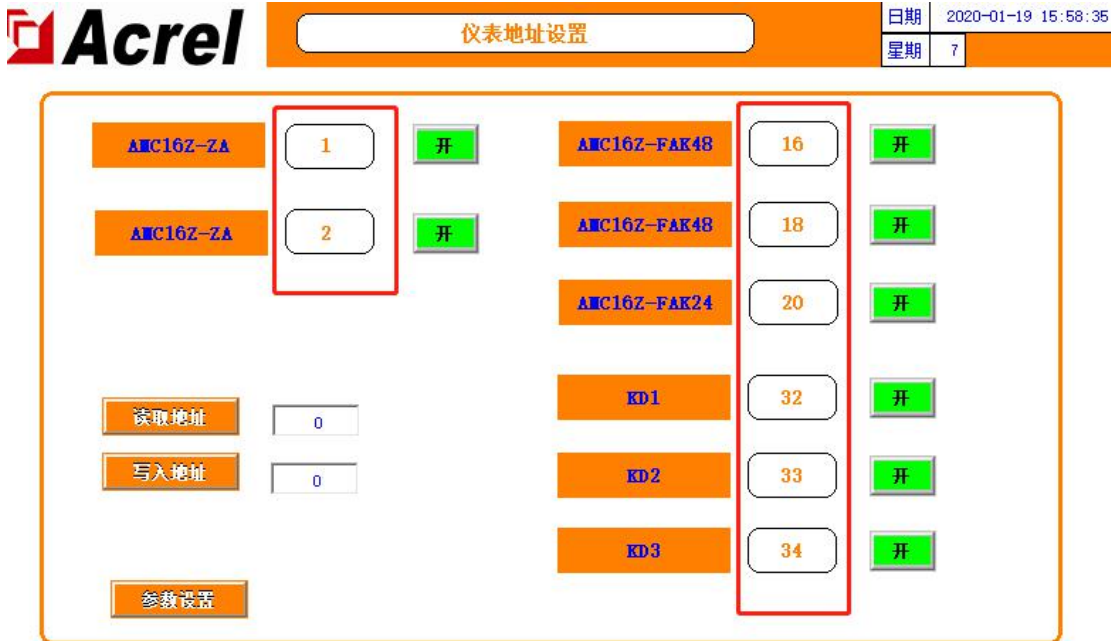 Acrel
仪表地址设置
日期 2020-01-19 15:58:35
星期 7
AMC16Z-ZA 1 开
AMC16Z-FAK48 16 开
AMC16Z-ZA 2 开
AMC16Z-FAK48 18 开
AMC16Z-FAK24 20 开
KD1 32 开
读取地址 0
写入地址 0
KD2 33 开
KD3 34 开
参数设置